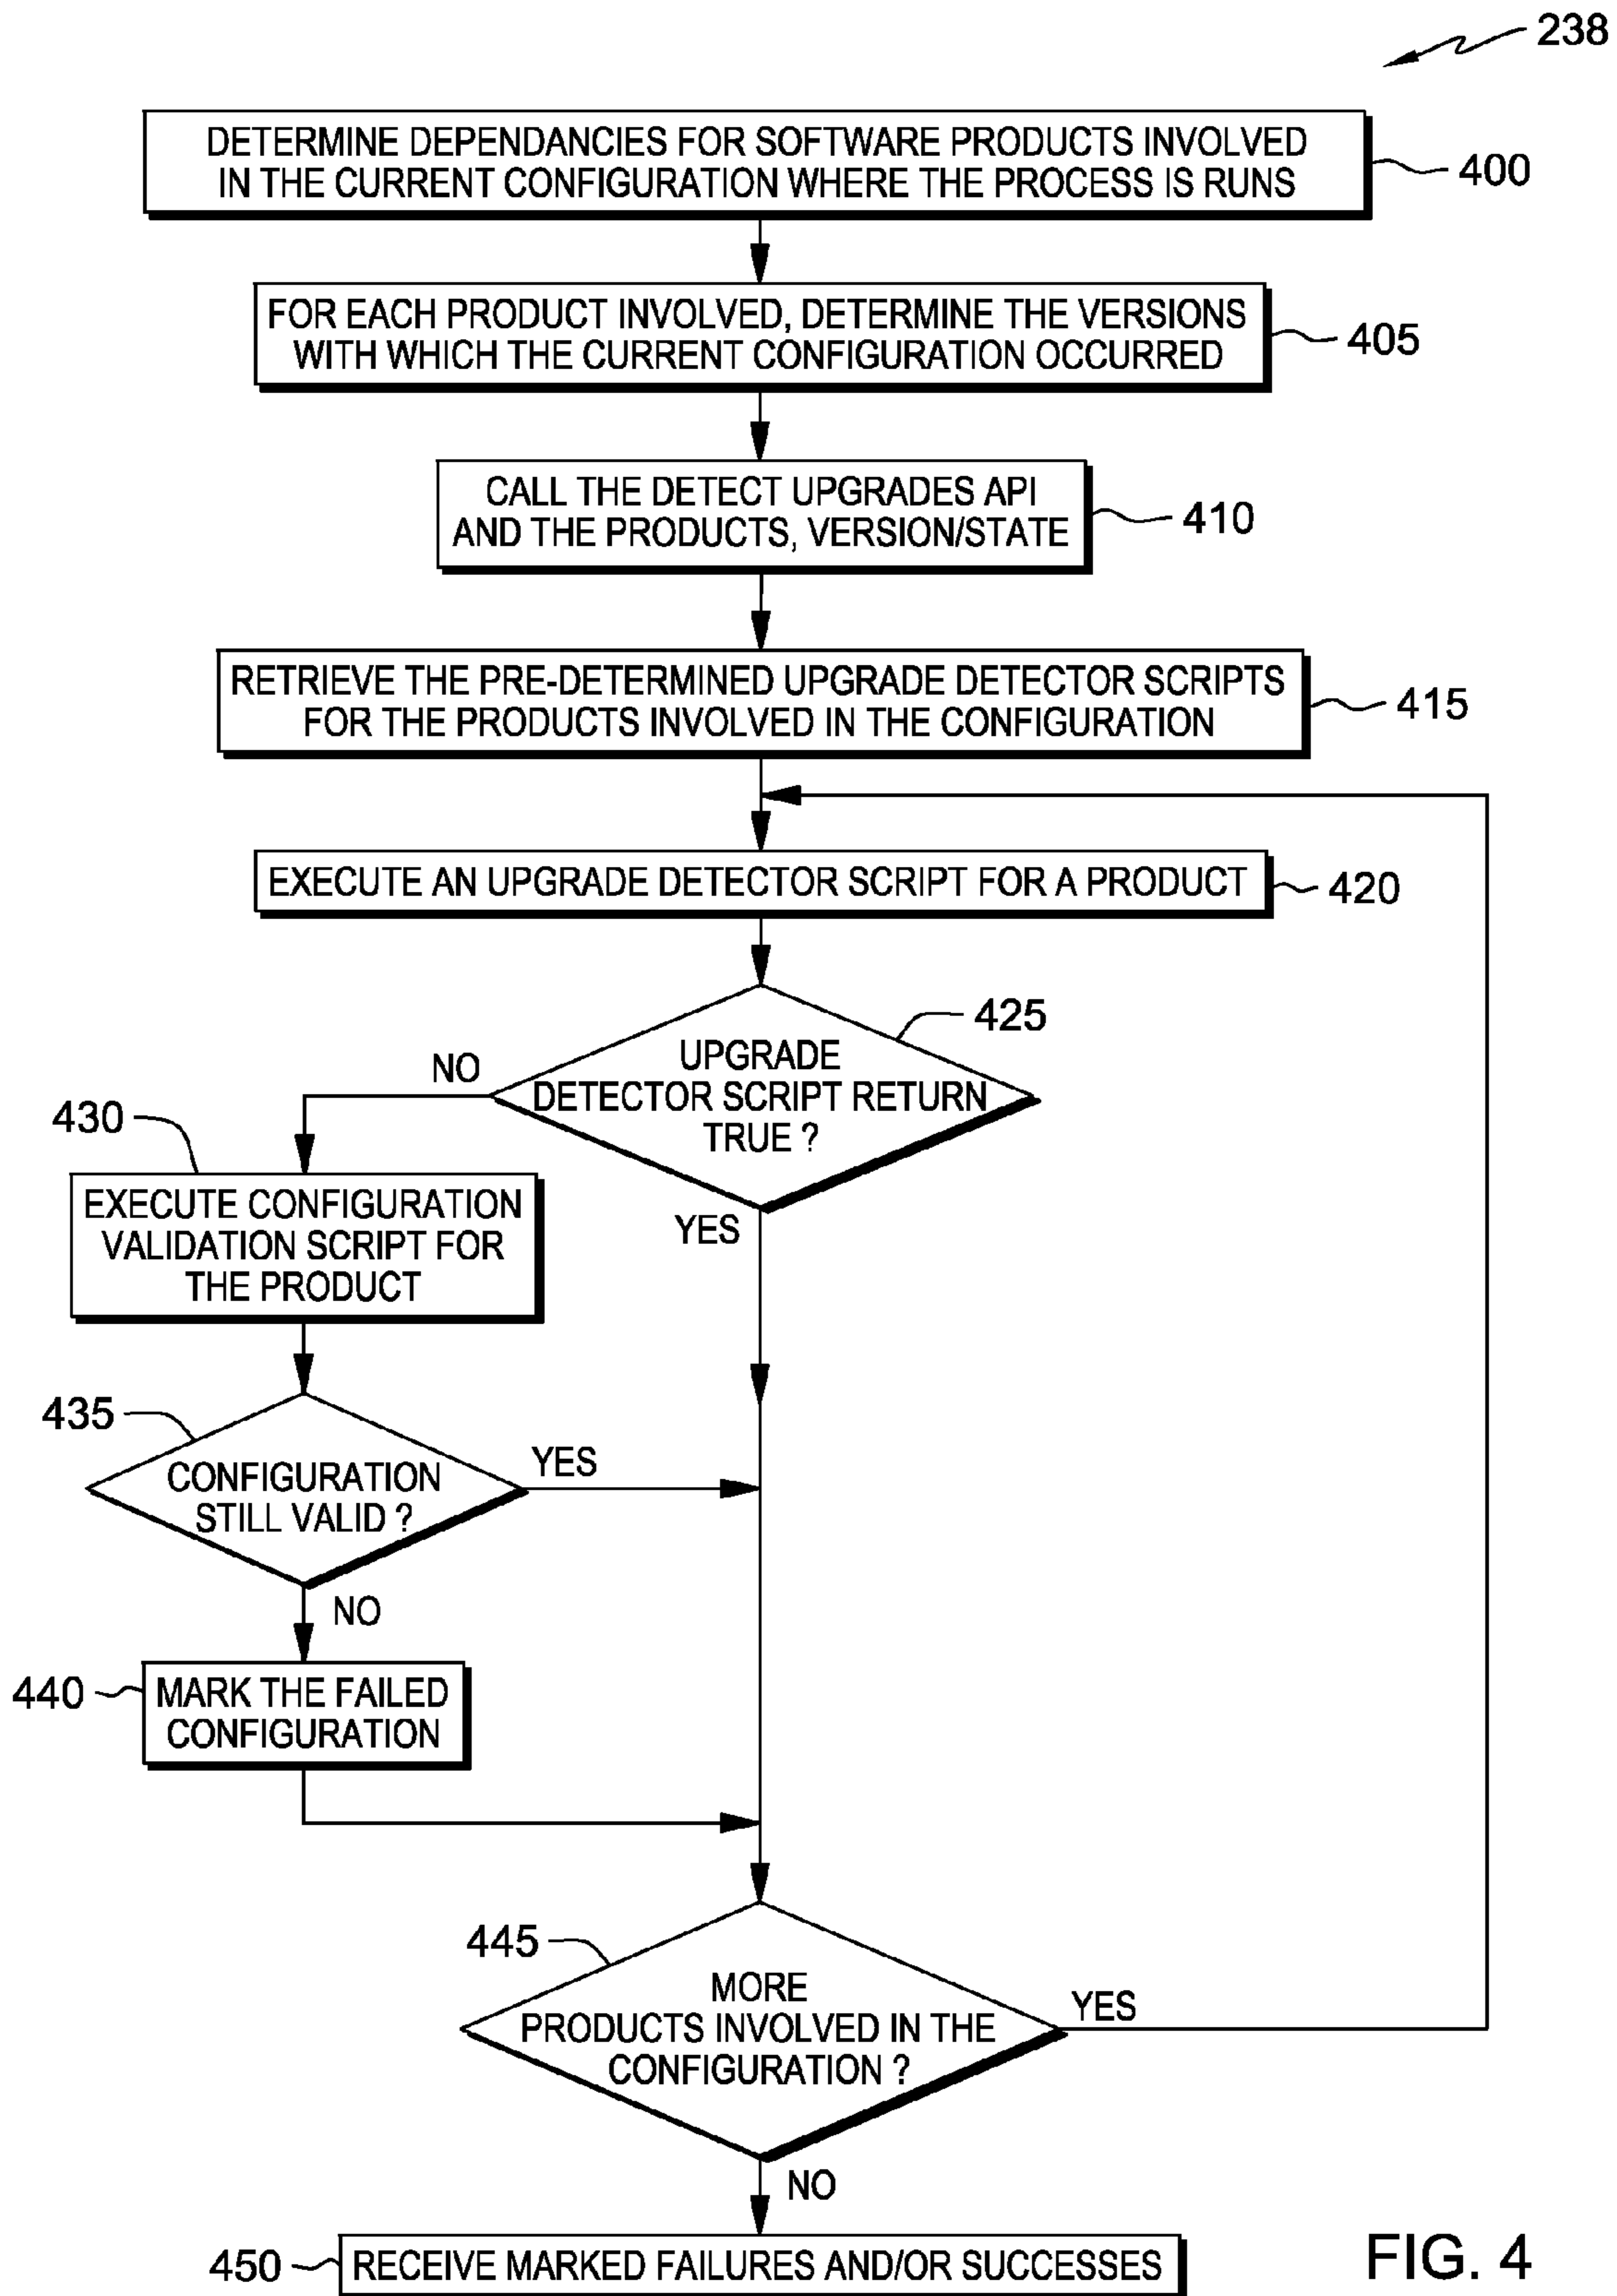 238
DETERMINE DEPENDANCIES FOR SOFTWARE PRODUCTS INVOLVED
IN THE CURRENT CONFIGURATION WHERE THE PROCESS IS RUNS
400
FOR EACH PRODUCT INVOLVED, DETERMINE THE VERSIONS
WITH WHICH THE CURRENT CONFIGURATION OCCURRED
405
CALL THE DETECT UPGRADES API
AND THE PRODUCTS, VERSION/STATE
410
RETRIEVE THE PRE-DETERMINED UPGRADE DETECTOR SCRIPTS
FOR THE PRODUCTS INVOLVED IN THE CONFIGURATION
415
EXECUTE AN UPGRADE DETECTOR SCRIPT FOR A PRODUCT
420
425
UPGRADE
DETECTOR SCRIPT RETURN
TRUE ?
NO
YES
430
EXECUTE CONFIGURATION
VALIDATION SCRIPT FOR
THE PRODUCT
435
CONFIGURATION
STILL VALID ?
YES
NO
440
MARK THE FAILED
CONFIGURATION
445
MORE
PRODUCTS INVOLVED IN THE
CONFIGURATION ?
YES
NO
450
RECEIVE MARKED FAILURES AND/OR SUCCESSES
FIG. 4